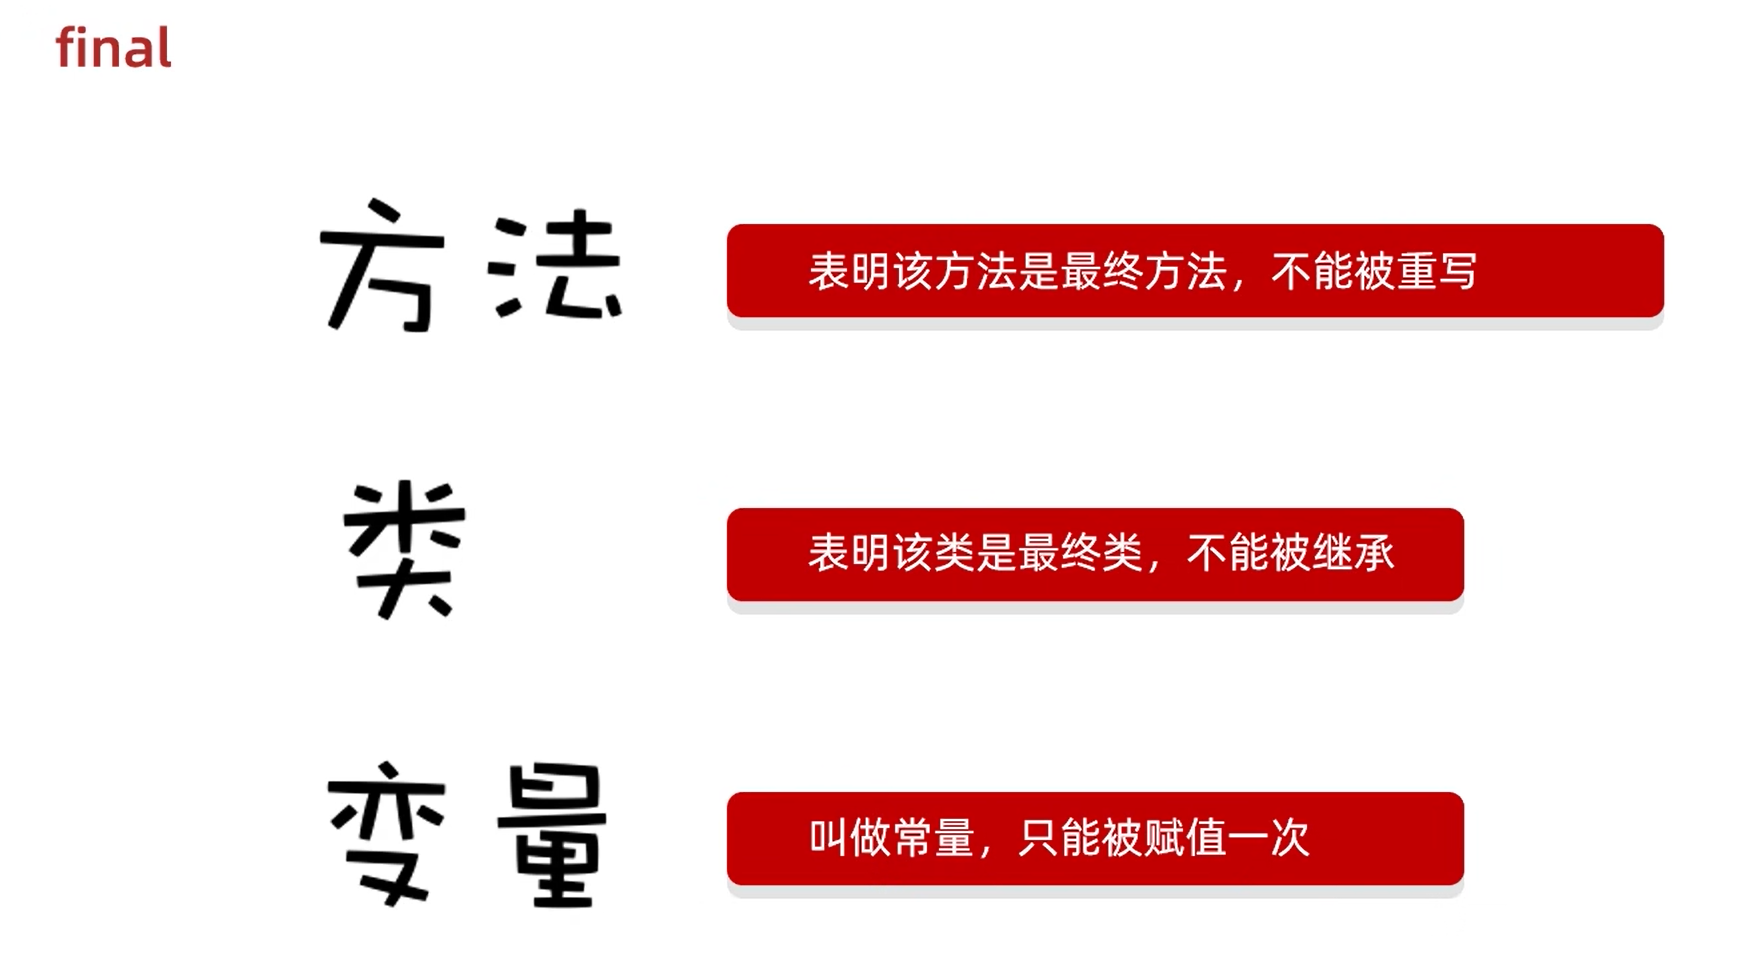 final
方法
表明该方法是最终方法，不能被重写
类
表明该类是最终类，不能被继承
变量
叫做常量，只能被赋值一次